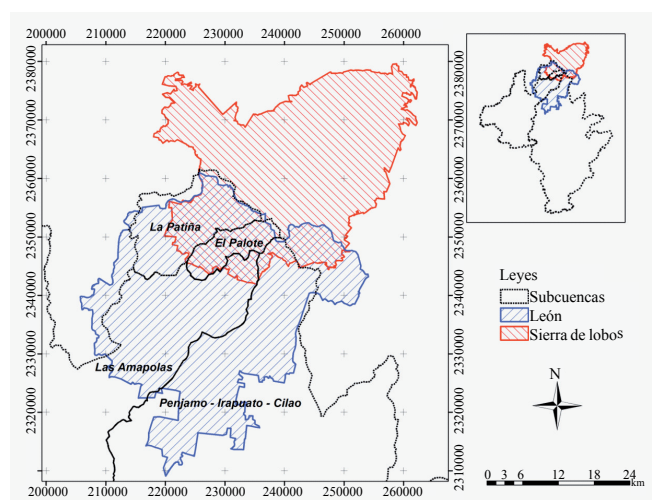 200000 210000 220000 230000 240000 250000 260000
2380000
2370000
2360000
2350000
2340000
2330000
2320000
2310000
2380000
2370000
2360000
2350000
2340000
2330000
2320000
2310000
La Patiña
El Palote
Las Amapolas
Penjamo - Irapuato - Cilao
200000 210000 220000 230000 240000 250000 260000
Leyes
Subcuencas
León
Sierra de lobos
N
0 3 6 12 18 24
km